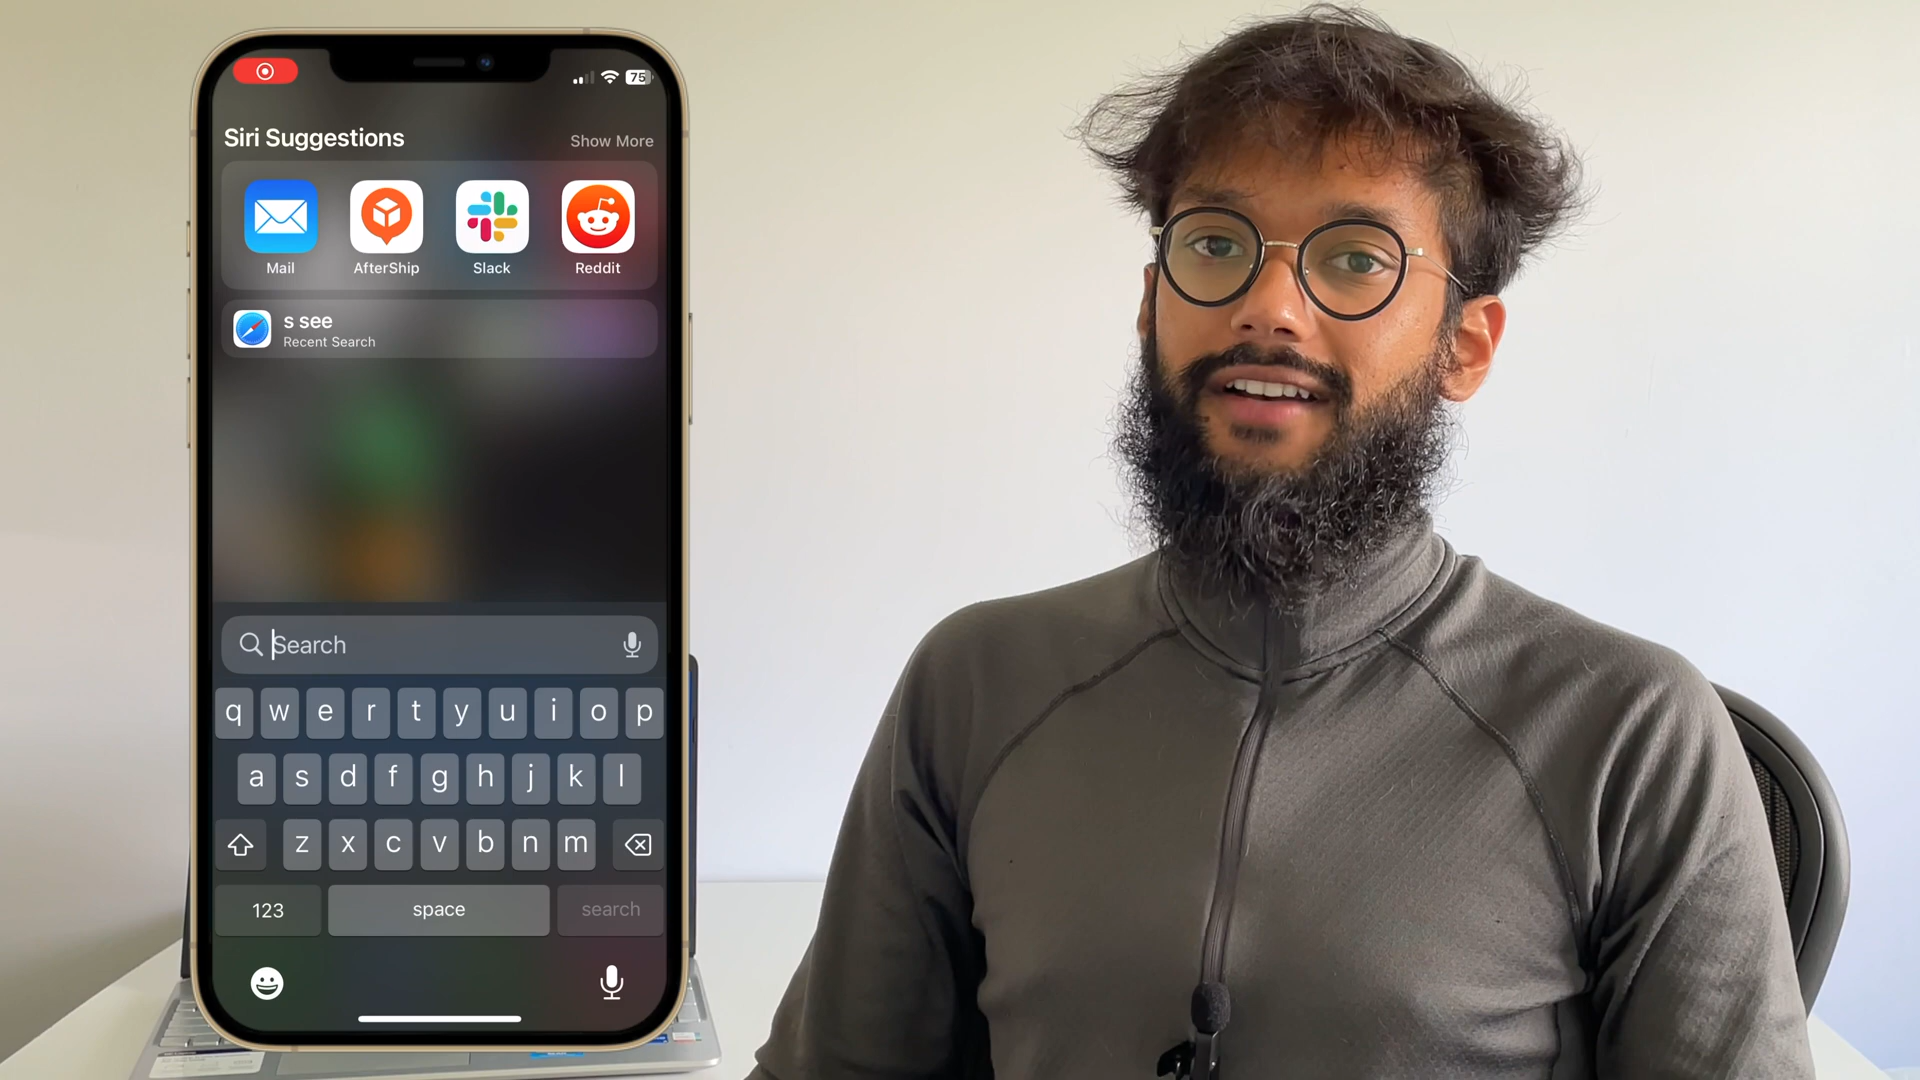 75
Siri Suggestions
Show More
Mail
AfterShip
Slack
Reddit
s see
Recent Search
Search
q w e r t y u i o p
a s d f g h j k l
z x c v b n m
123
space
search